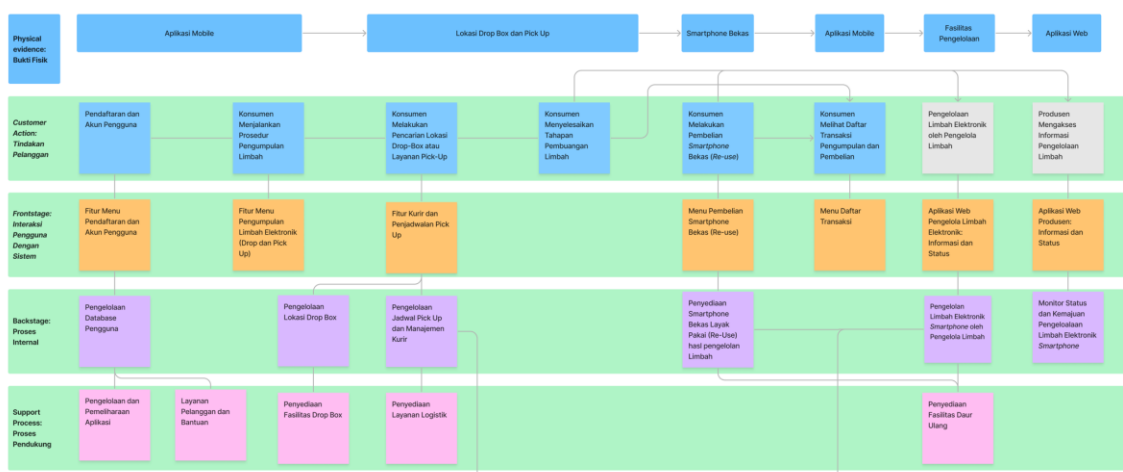 Physical
evidence:
Bukti Fisik
Aplikasi Mobile
Lokasi Drop Box dan Pick Up
Smartphone Bekas
Aplikasi Mobile
Fasilitas
Pengelolaan
Aplikasi Web
Customer
Action:
Tindakan
Pelanggan
Pendaftaran dan
Akun Pengguna
Konsumen
Menjalankan
Prosedur
Pengumpulan
Limbah
Konsumen
Melakukan
Pencarian Lokasi
Drop-Box atau
Layanan Pick-Up
Konsumen
Menyelesaikan
Tahapan
Pembuangan
Limbah
Konsumen
Melakukan
Pembelian
Smartphone
Bekas (Re-use)
Konsumen
Melihat Daftar
Transaksi
Pengumpulan dan
Pembelian
Pengelolaan
Limbah Elektronik
oleh Pengelola
Limbah
Produsen
Mengakses
Informasi
Pengelolaan
Limbah
Frontstage:
Interaksi
Pengguna
Dengan
Sistem
Fitur Menu
Pendaftaran dan
Akun Pengguna
Fitur Menu
Pengumpulan
Limbah Elektronik
(Drop dan Pick
Up)
Fitur Kurir dan
Penjadwalan Pick
Up
Menu Pembelian
Smartphone
Bekas (Re-use)
Menu Daftar
Transaksi
Aplikasi Web
Pengelola Limbah
Elektronik:
Informasi dan
Status
Aplikasi Web
Produsen:
Informasi dan
Status
Backstage:
Proses
Internal
Pengelolaan
Database
Pengguna
Pengelolaan
Lokasi Drop Box
Pengelolaan
Jadwal Pick Up
dan Manajemen
Kurir
Penyediaan
Smartphone
Bekas Layak
Pakai (Re-Use)
hasl pengelolan
Limbah
Pengelolan
Limbah Elektronik
Smartphone oleh
Pengelola Limbah
Monitor Status
dan Kemajuan
Pengeloalaan
Limbah Elektronik
Smartphone
Support
Process:
Proses
Pendukung
Pengelolaan dan
Pemeliharaan
Aplikasi
Layanan
Pelanggan dan
Bantuan
Penyediaan
Fasilitas Drop Box
Penyediaan
Layanan Logistik
Penyediaan
Fasilitas Daur
Ulang